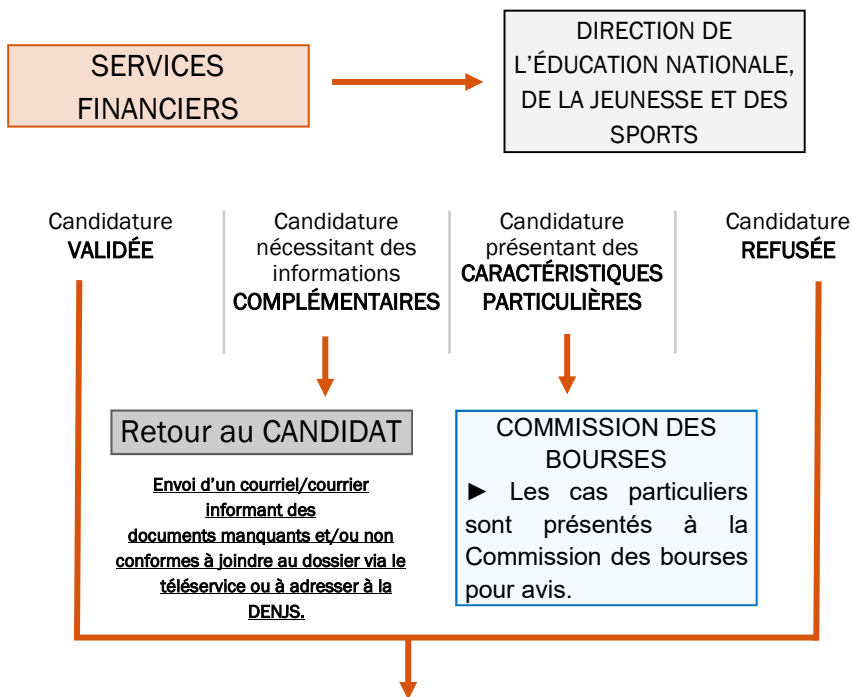 SERVICES
FINANCIERS
DIRECTION DE
L'ÉDUCATION NATIONALE,
DE LA JEUNESSE ET DES
SPORTS
Candidature
VALIDÉE
Candidature
nécessitant des
informations
COMPLÉMENTAIRES
Candidature
présentant des
CARACTÉRISTIQUES
PARTICULIÈRES
Candidature
REFUSÉE
Retour au CANDIDAT
Envoi d'un courriel/courrier
informant des
documents manquants et/ou non
conformes à joindre au dossier via le
téléservice ou à adresser à la
DENJS.
COMMISSION DES
BOURSES
► Les cas particuliers
sont présentés à la
Commission des bourses
pour avis.